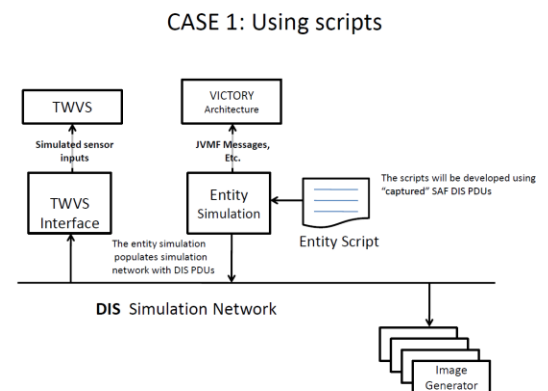 CASE 1: Using scripts
TWVS
VICTORY
Architecture
Simulated sensor
inputs
JVMF Messages,
Etc.
TWVS
Interface
Entity
Simulation
The scripts will be developed using
"captured" SAF DIS PDUs
Entity Script
The entity simulation
populates simulation
network with DIS PDUs
DIS Simulation Network
Image
Generator